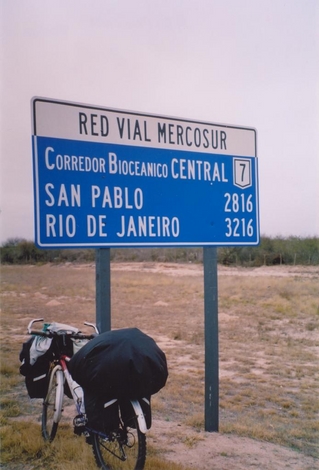 RED VIAL MERCOSUR
CORREDOR BIOCEANICO CENTRAL 7
SAN PABLO 2816
RIO DE JANEIRO 3216